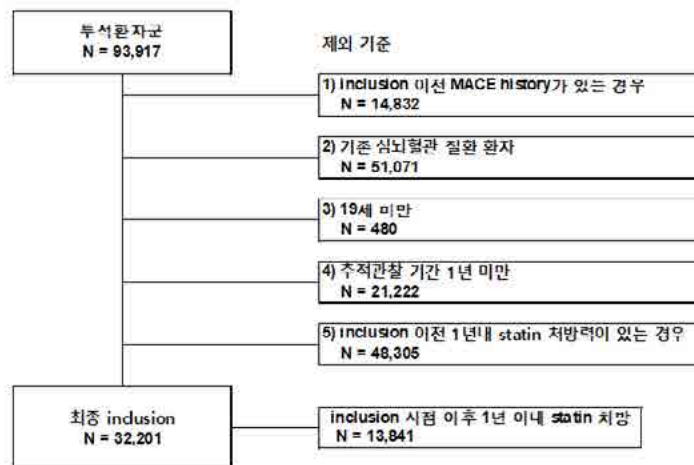 투석환자군
N = 93,917
제외 기준
1) inclusion 이전 MACE history가 있는 경우
N = 14,832
2) 기존 심뇌혈관 질환 환자
N = 51,071
3) 19세 미만
N = 480
4) 추적관찰 기간 1년 미만
N = 21,222
5) inclusion 이전 1년내 statin 처방력이 있는 경우
N = 48,305
최종 inclusion
N = 32,201
inclusion 시점 이후 1년 이내 statin 처방
N = 13,841